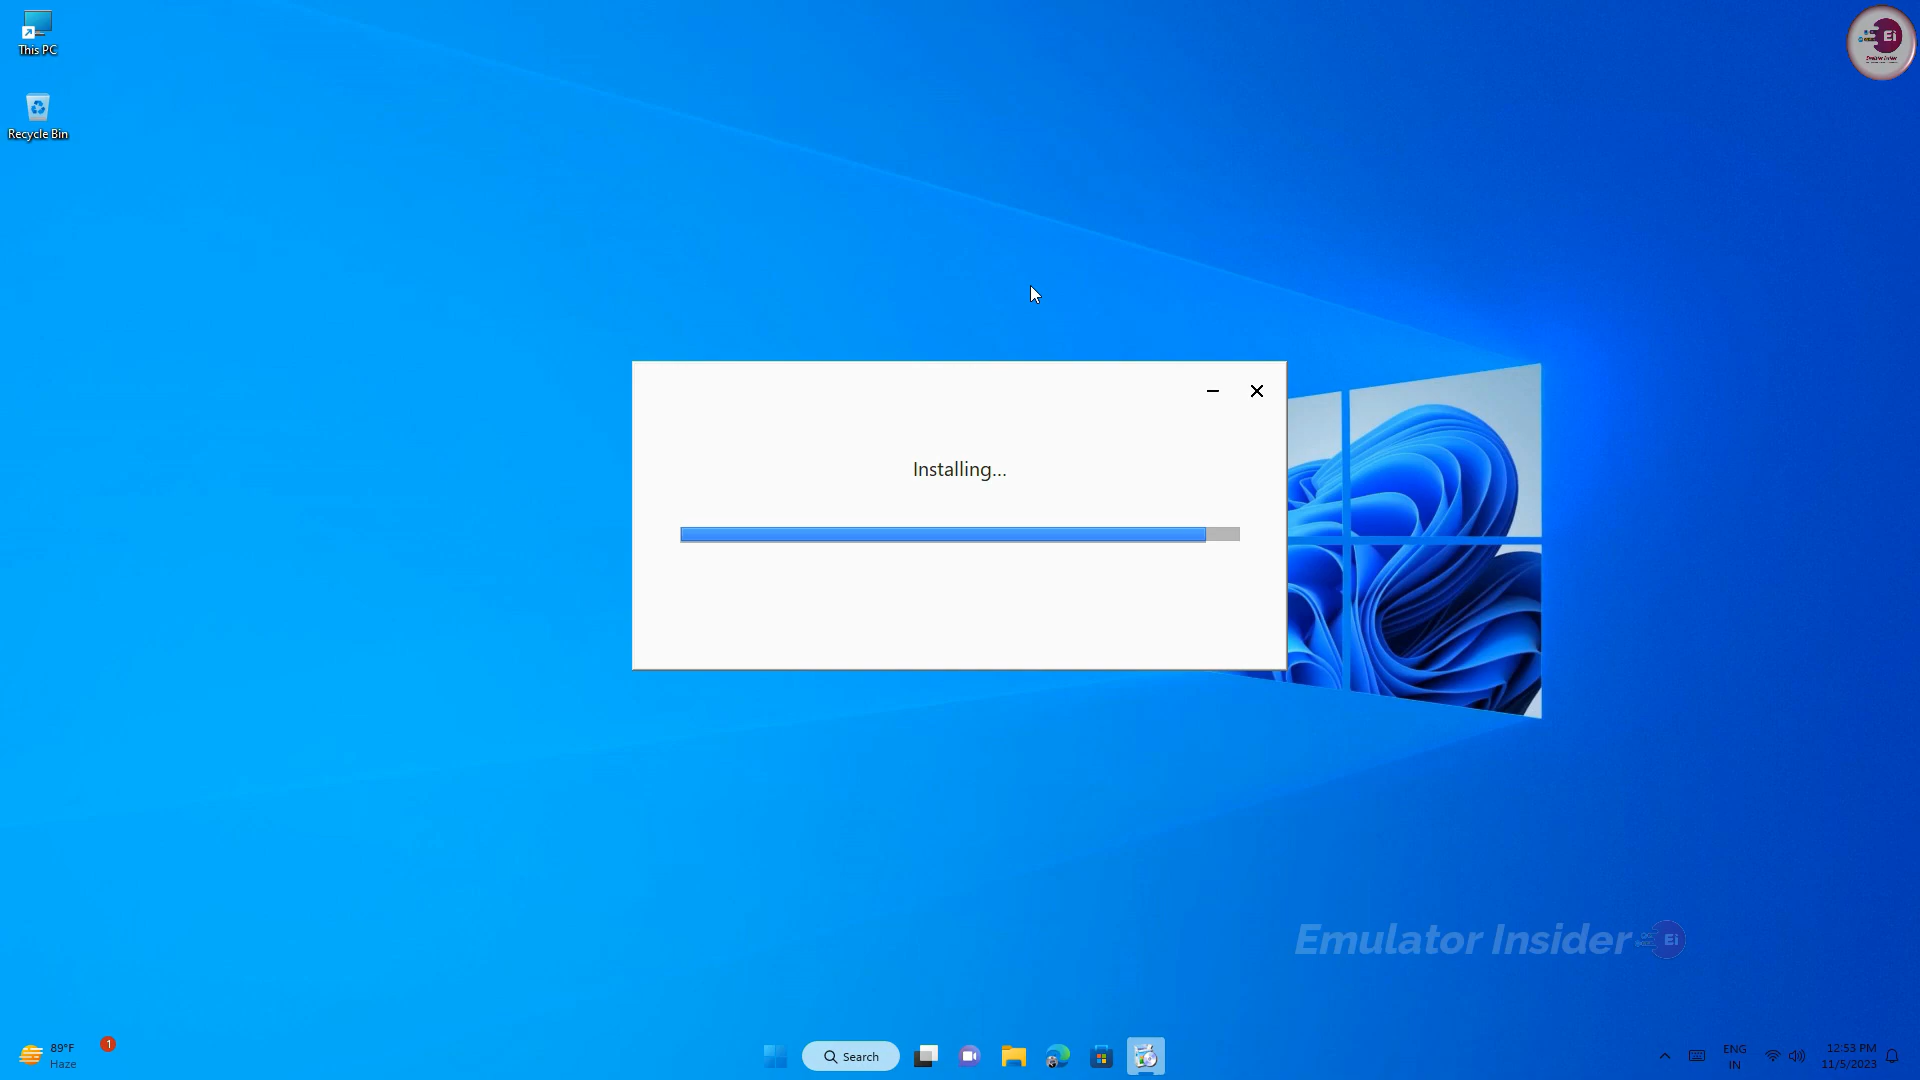 This PC
Recycle Bin
Ei
Installing...
Emulator Insider
Ei
89°F
Haze
1
Search
ENG
IN
12:53 PM
11/5/2023